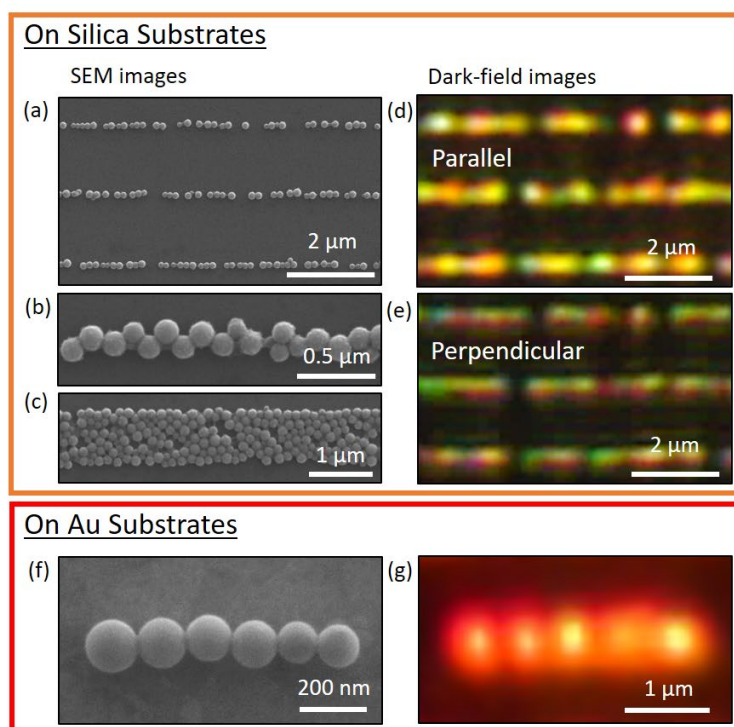 On Silica Substrates
SEM images
Dark-field images
(a)
2 μm
(d)
Parallel
2 μm
(b)
0.5 μm
(e)
Perpendicular
2 μm
(c)
1 μm
On Au Substrates
(f)
200 nm
(g)
1 μm